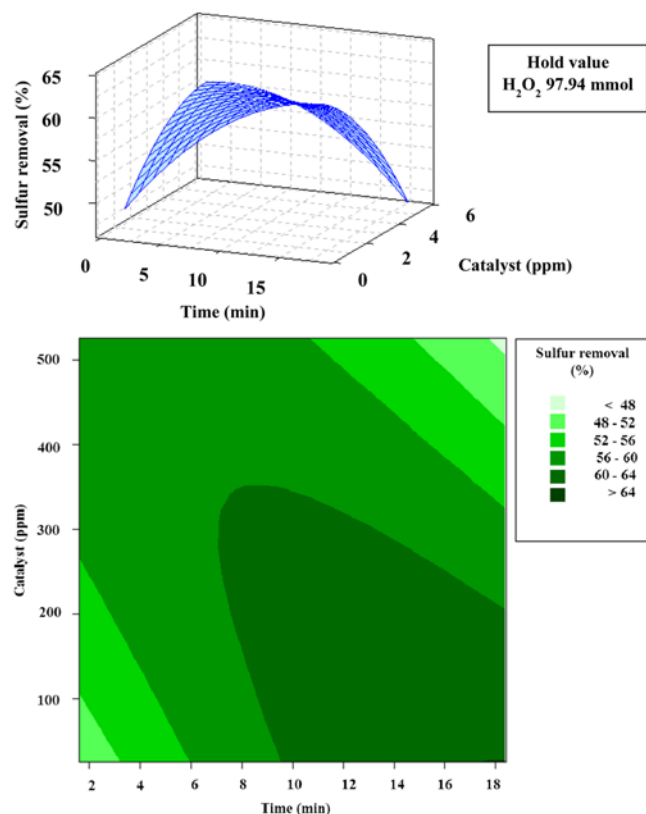 Hold value
H₂O₂ 97.94 mmol
65
60
55
50
Sulfur removal (%)
0
5
10
15
Time (min)
0
2
4
6
Catalyst (ppm)
500
400
300
200
100
Catalyst (ppm)
2 4 6 8 10 12 14 16 18
Time (min)
Sulfur removal
(%)
< 48
48 - 52
52 - 56
56 - 60
60 - 64
> 64